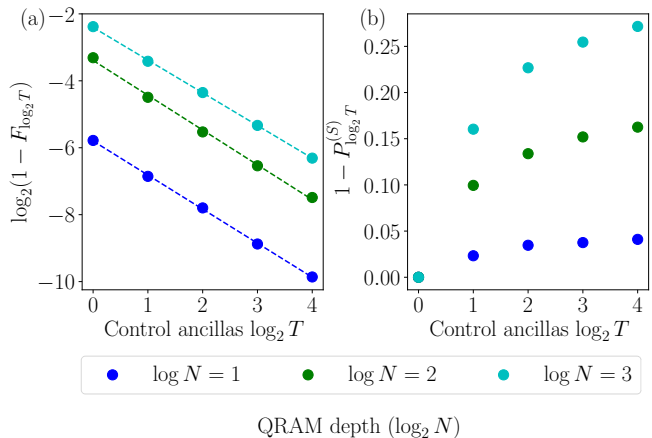 (a)
log₂(1 − F_{log₂ T})
−2
−4
−6
−8
−10
0 1 2 3 4
Control ancillas log₂ T
(b)
1 − P^{(S)}_{log₂ T}
0.25
0.20
0.15
0.10
0.05
0.00
0 1 2 3 4
Control ancillas log₂ T
log N = 1 log N = 2 log N = 3
QRAM depth (log₂ N)